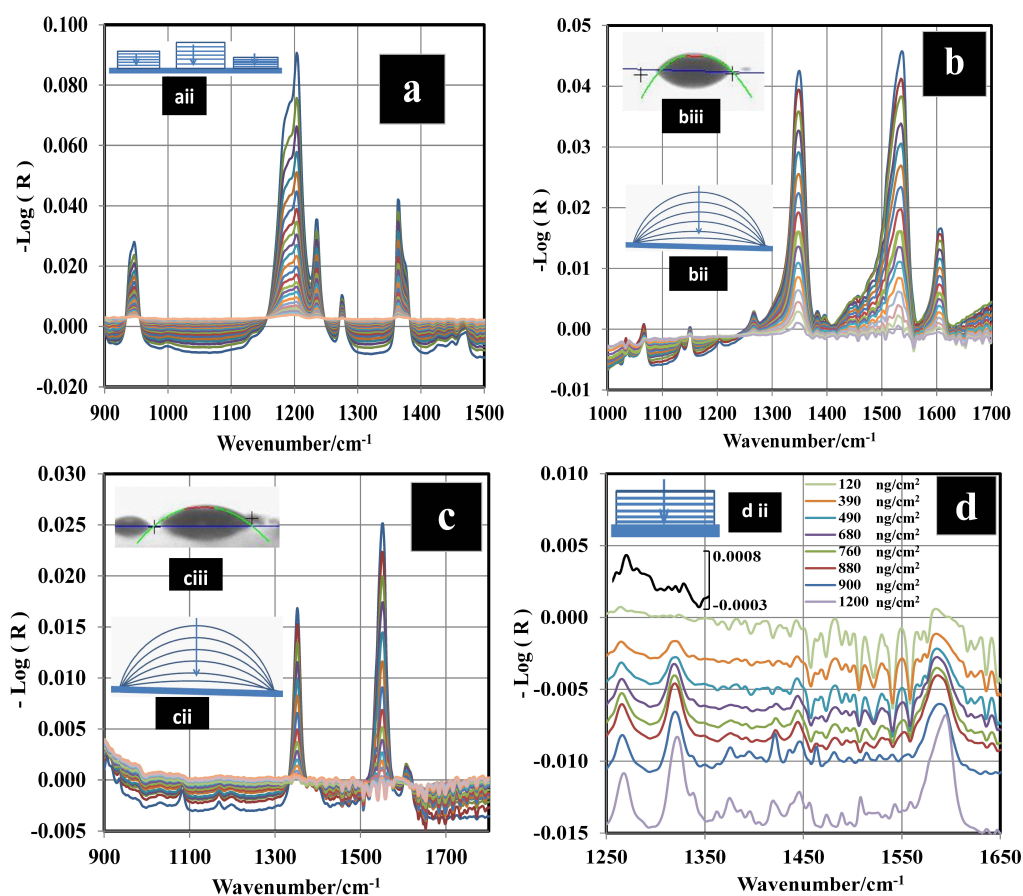 0.100
0.080
0.060
0.040
0.020
0.000
-0.020
-Log ( R )
aii
a
900 1000 1100 1200 1300 1400 1500
Wevenumber/cm-1
0.05
0.04
0.03
0.02
0.01
0.00
-0.01
-Log ( R )
biii
bii
b
1000 1100 1200 1300 1400 1500 1600 1700
Wavenumber/cm-1
0.030
0.025
0.020
0.015
0.010
0.005
0.000
-0.005
- Log ( R )
ciii
cii
c
900 1100 1300 1500 1700
Wavenumber/cm-1
0.010
0.005
0.000
-0.005
-0.010
-0.015
- Log ( R )
d ii
0.0008
-0.0003
120 ng/cm2
390 ng/cm2
490 ng/cm2
680 ng/cm2
760 ng/cm2
880 ng/cm2
900 ng/cm2
1200 ng/cm2
d
1250 1350 1450 1550 1650
Wavenumber/cm-1